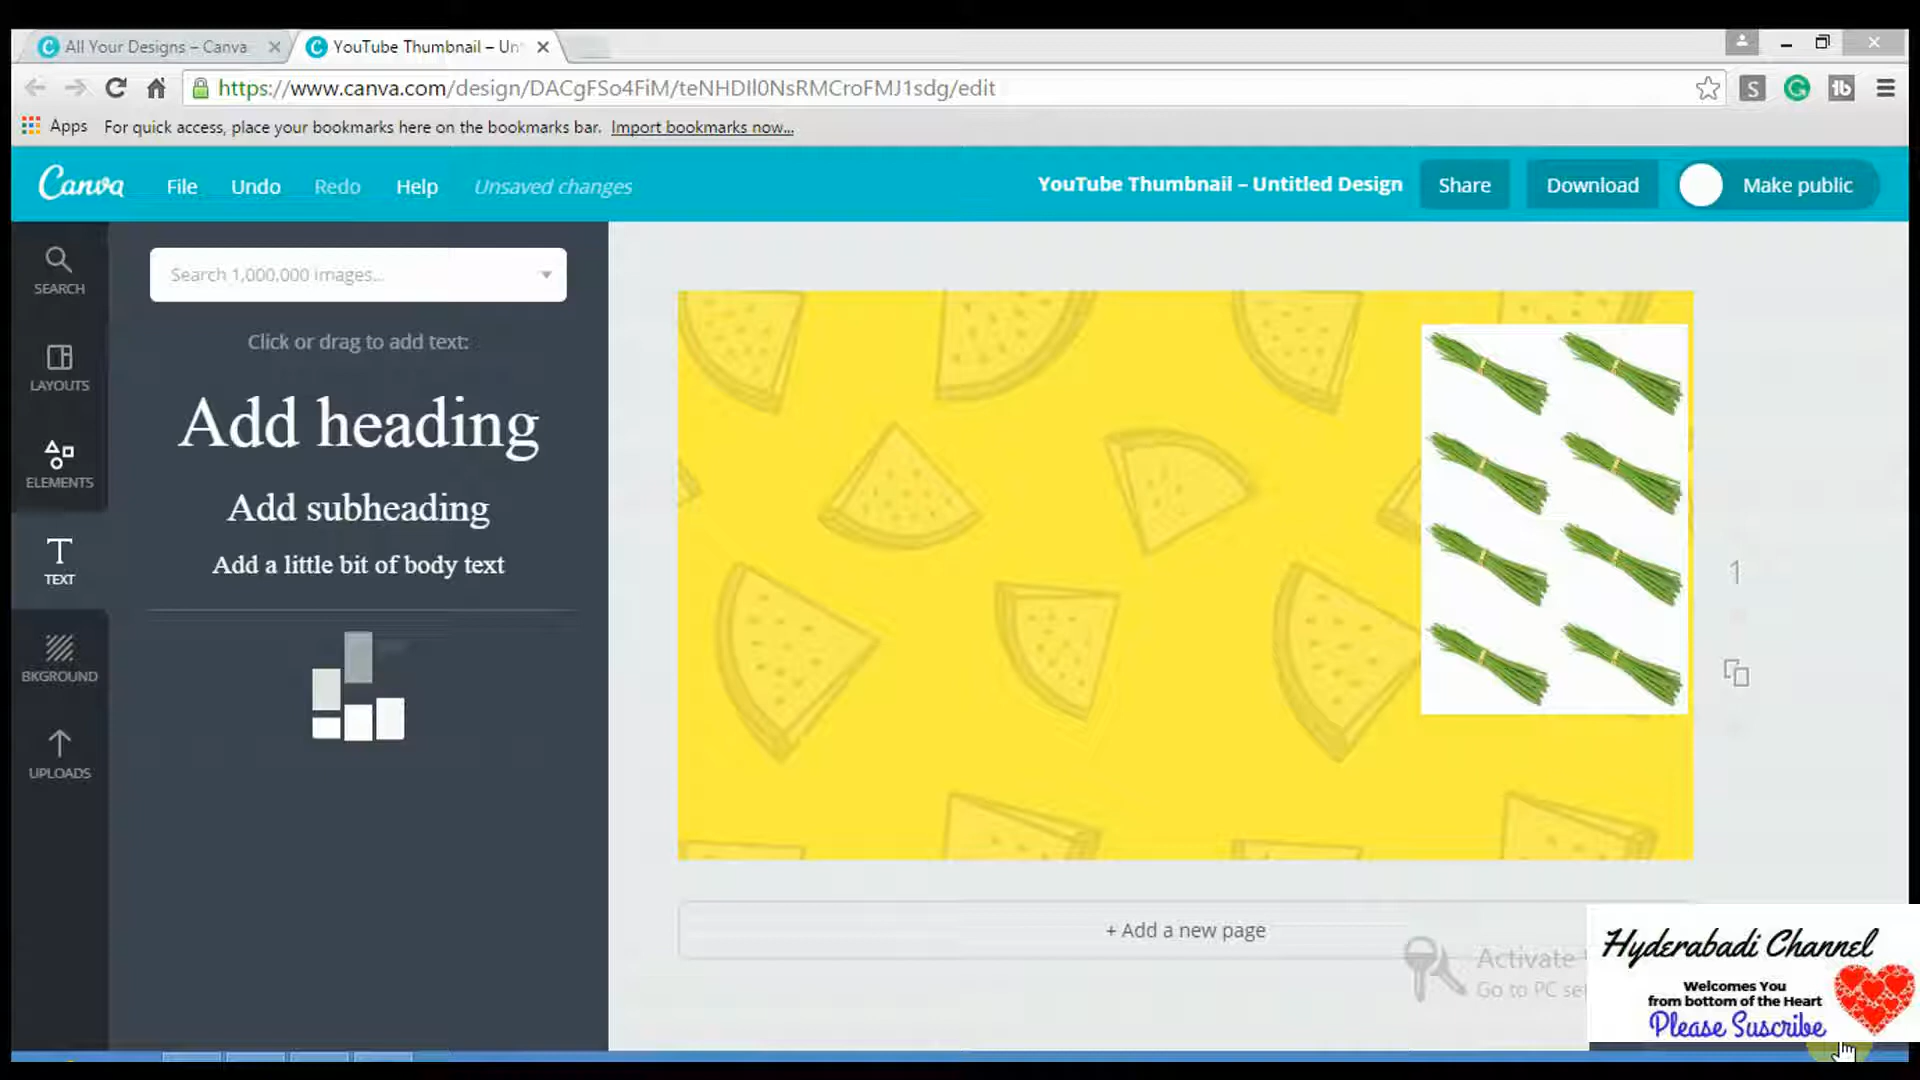 All Your Designs – Canva
YouTube Thumbnail – Un
https://www.canva.com/design/DACgFSo4FiM/teNHDIl0NsRMCroFMJ1sdg/edit
Apps For quick access, place your bookmarks here on the bookmarks bar. Import bookmarks now...
Canva File Undo Redo Help Unsaved changes YouTube Thumbnail – Untitled Design Share Download Make public
Search 1,000,000 images...
SEARCH
Click or drag to add text:
LAYOUTS
Add heading
ELEMENTS
Add subheading
Add a little bit of body text
TEXT
1
BKGROUND
UPLOADS
+ Add a new page
Activate
Go to PC
Hyderabadi Channel
Welcomes You
from bottom of the Heart
Please Suscribe